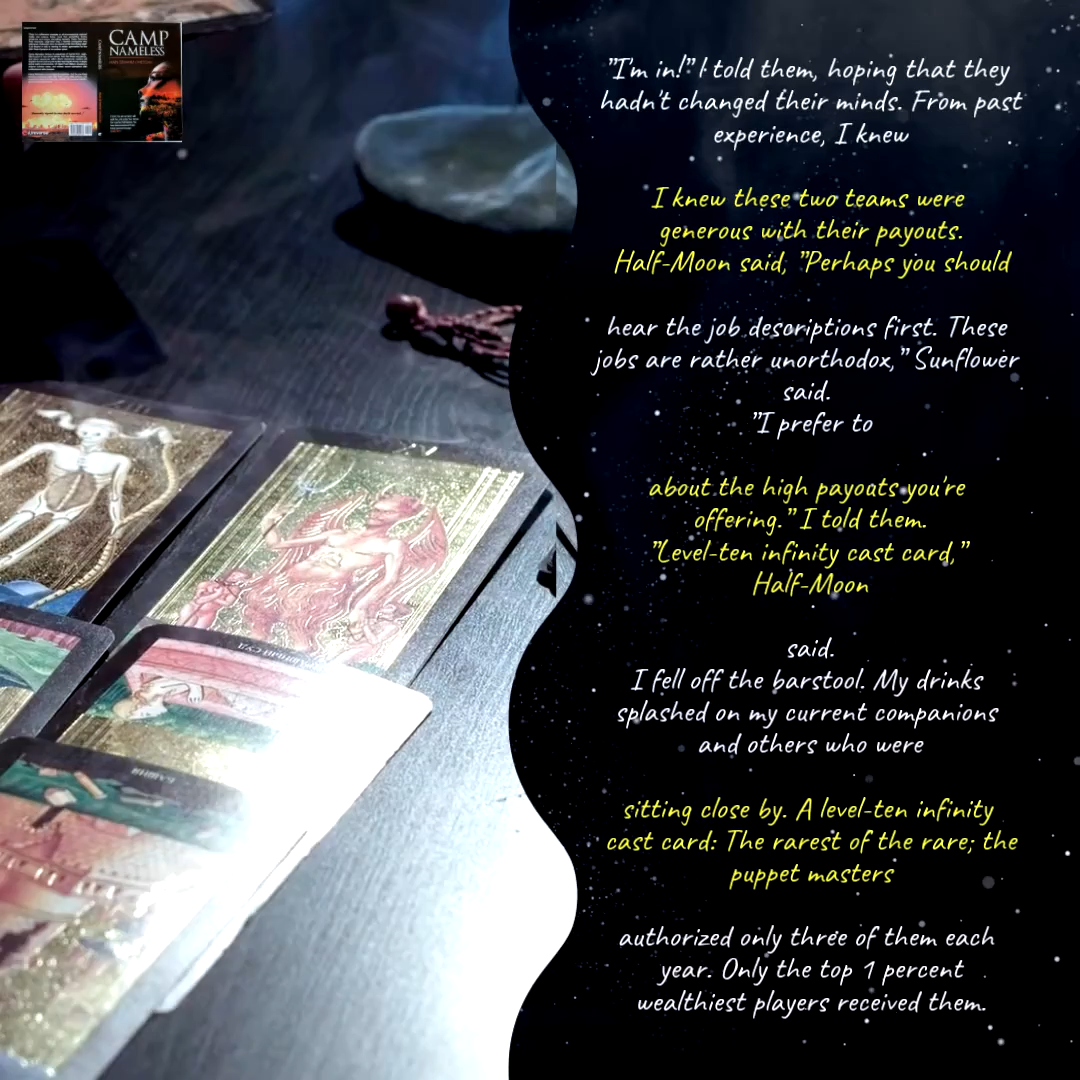 CAMP
NAMELESS
"I'm in!" I told them, hoping that they
hadn't changed their minds. From past
experience, I knew
I knew these two teams were
generous with their payouts.
Half-Moon said, "Perhaps you should
hear the job descriptions first. These
jobs are rather unorthodox," Sunflower
said.
"I prefer to
about the high payouts you're
offering." I told them.
"Level-ten infinity cast card,"
Half-Moon
said.
I fell off the barstool. My drinks
splashed on my current companions
and others who were
sitting close by. A level-ten infinity
cast card: The rarest of the rare; the
puppet masters
authorized only three of them each
year. Only the top 1 percent
wealthiest players received them.